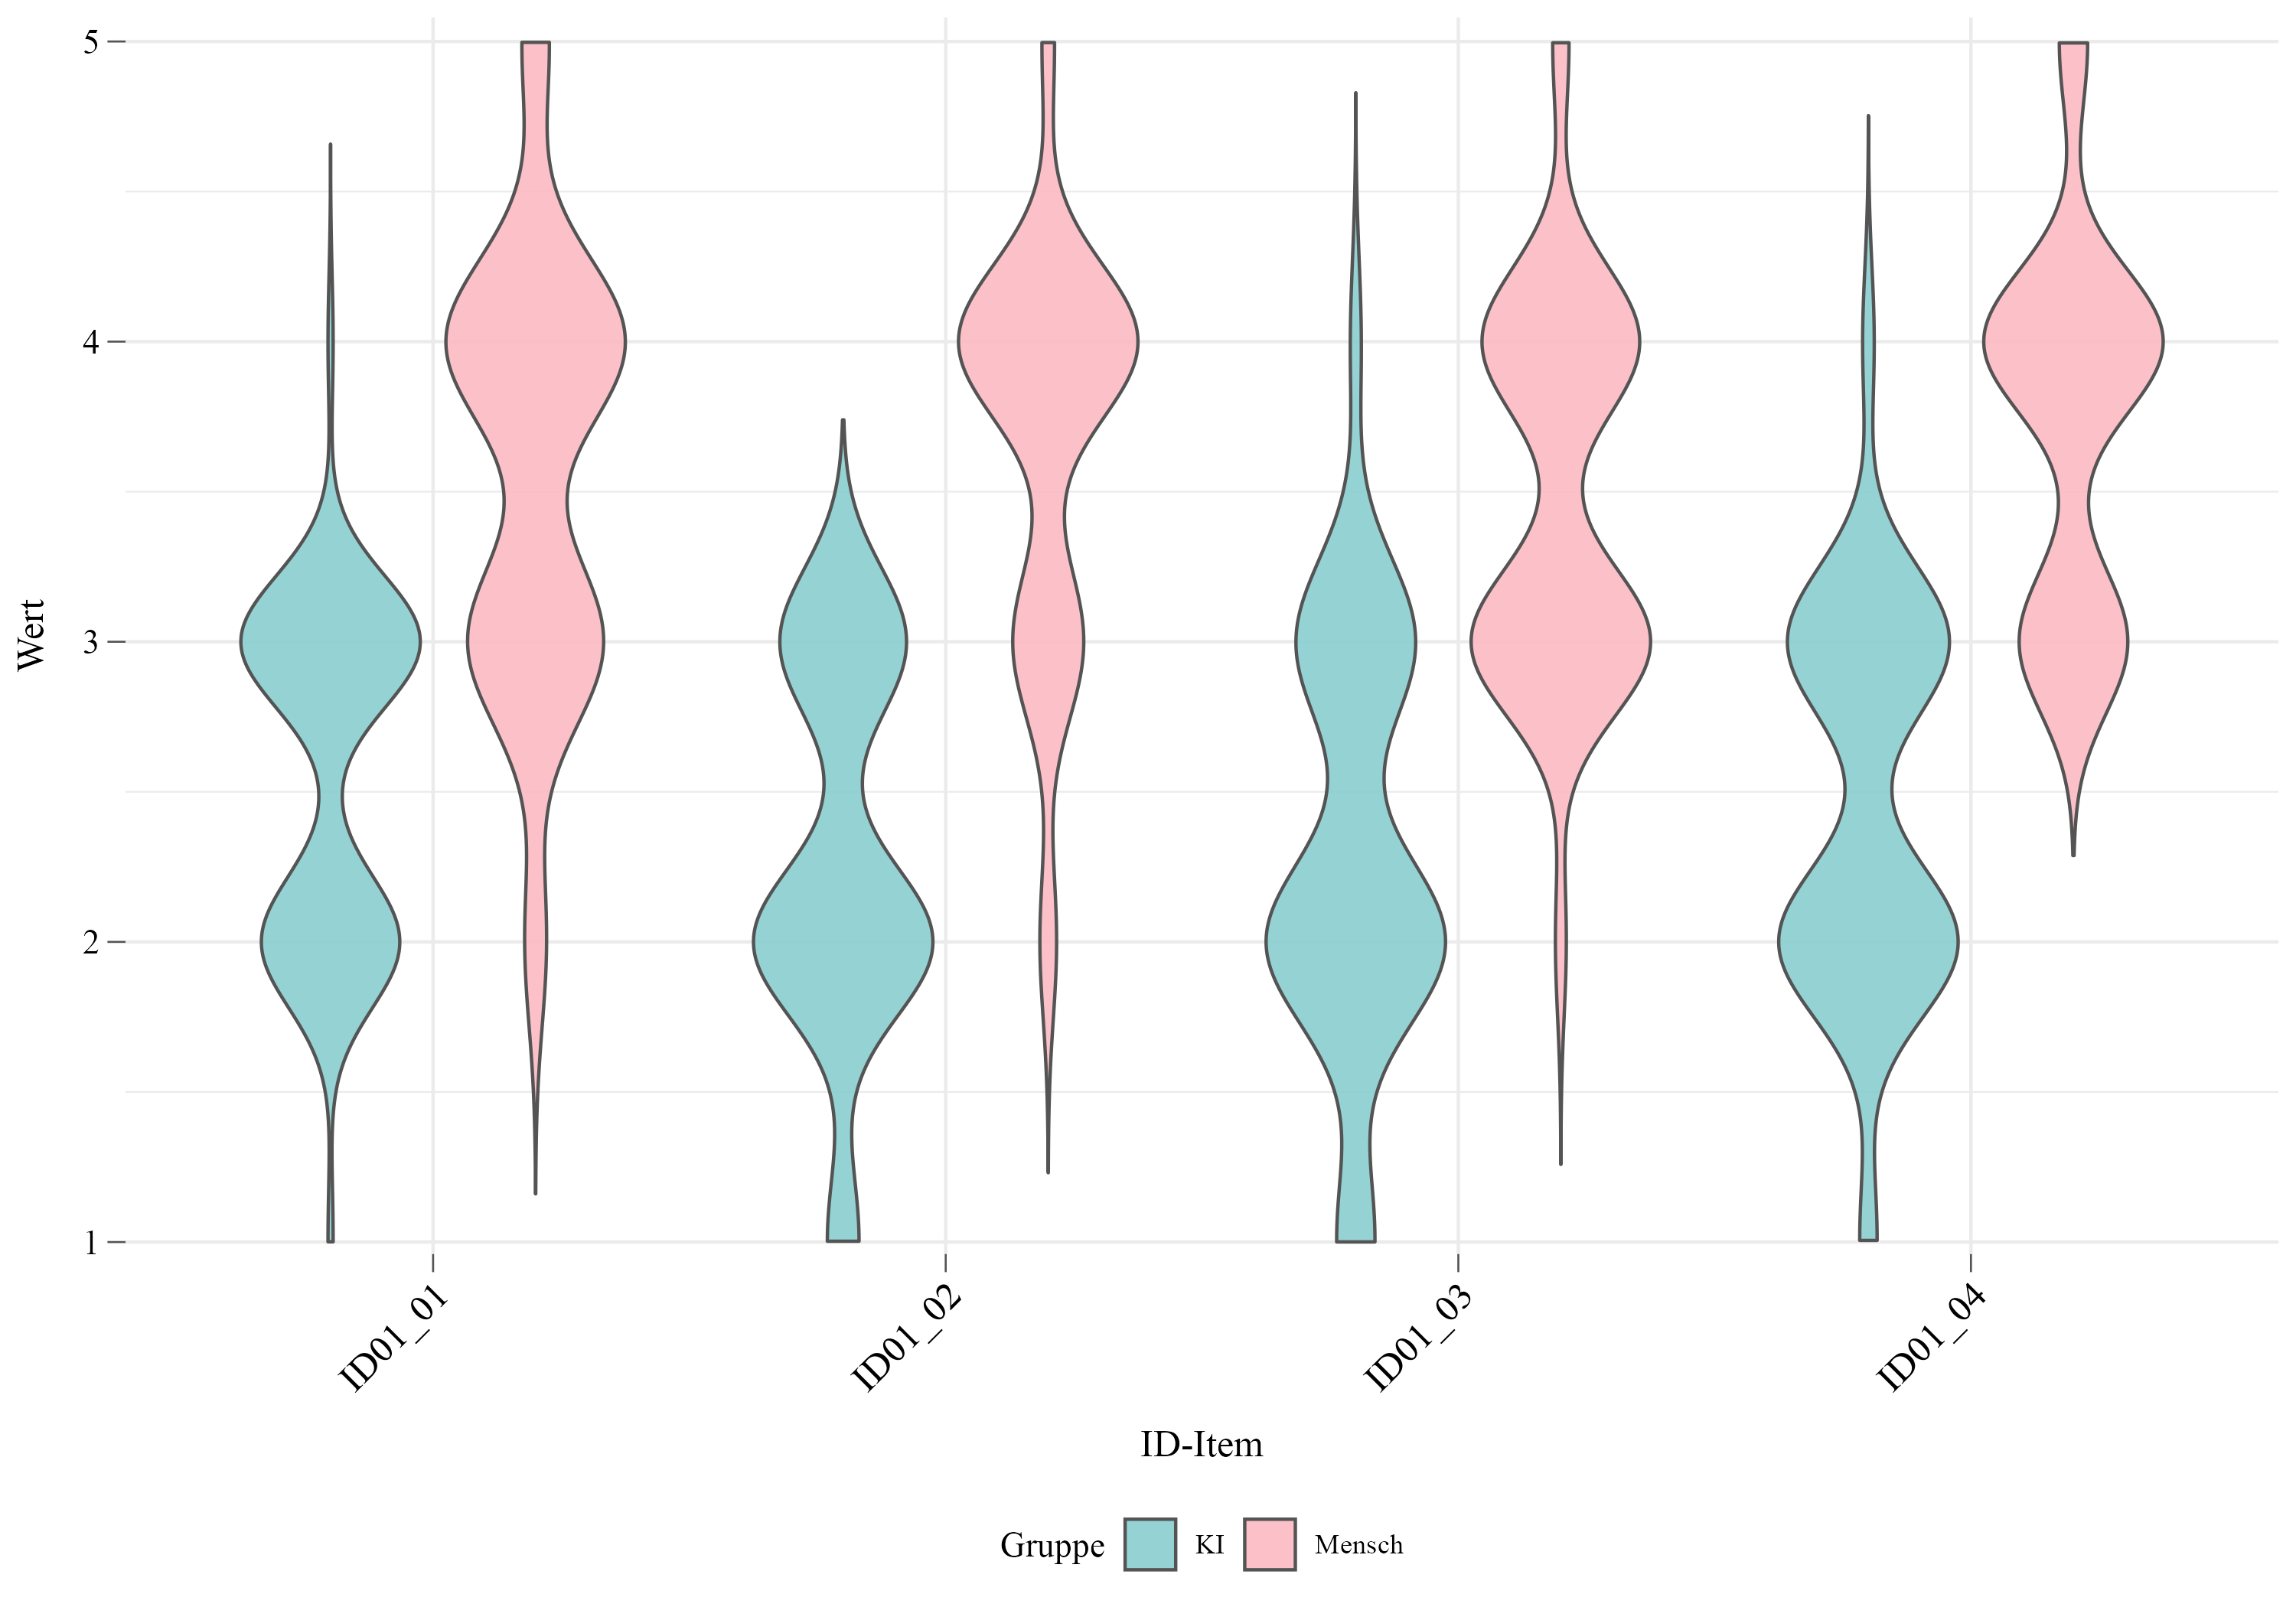 5
4
3
2
1
Wert
ID01_01
ID01_02
ID01_03
ID01_04
ID-Item
Gruppe KI Mensch